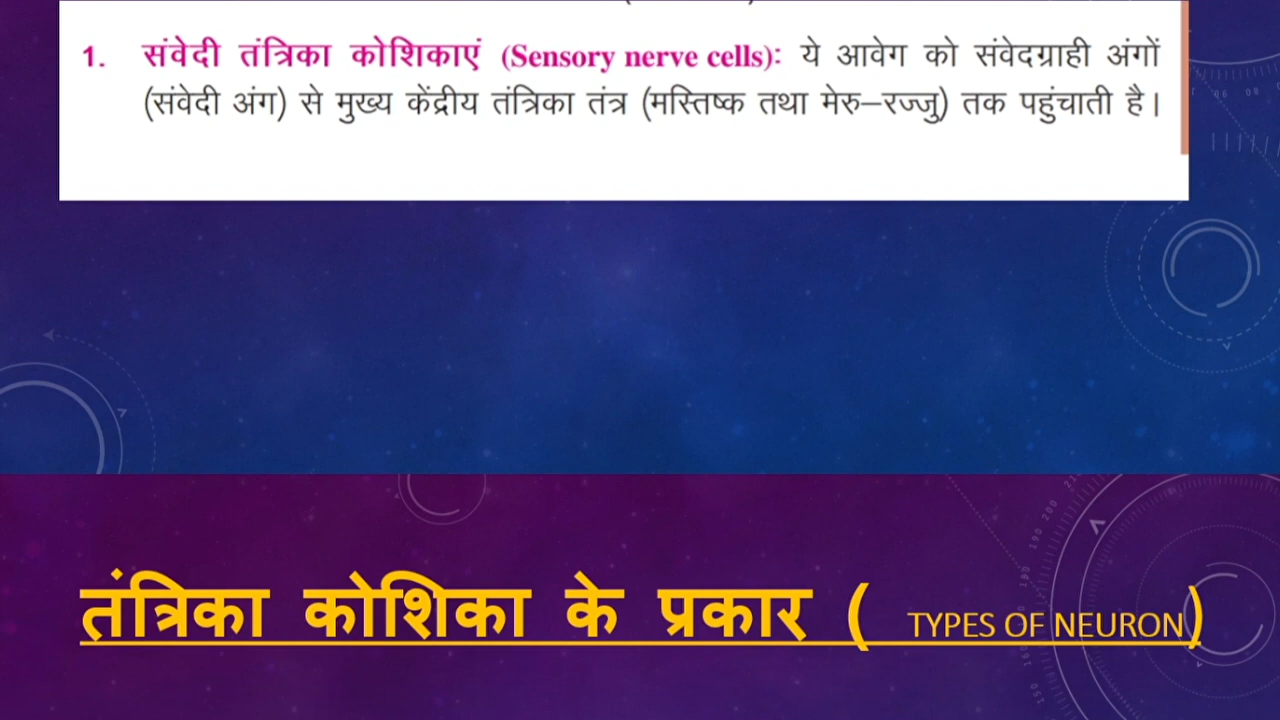 1. संवेदी तंत्रिका कोशिकाएं (Sensory nerve cells): ये आवेग को संवेदग्राही अंगों
(संवेदी अंग) से मुख्य केंद्रीय तंत्रिका तंत्र (मस्तिष्क तथा मेरु–रज्जु) तक पहुंचाती है।
तंत्रिका कोशिका के प्रकार ( TYPES OF NEURON)